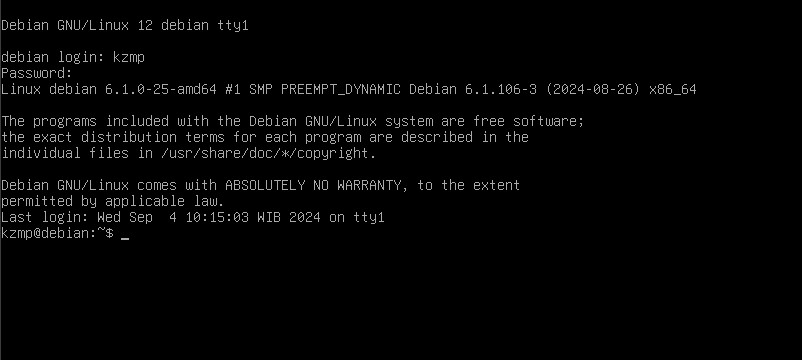 Debian GNU/Linux 12 debian tty1
debian login: kzmp
Password:
Linux debian 6.1.0-25-amd64 #1 SMP PREEMPT_DYNAMIC Debian 6.1.106-3 (2024-08-26) x86_64
The programs included with the Debian GNU/Linux system are free software;
the exact distribution terms for each program are described in the
individual files in /usr/share/doc/*/copyright.
Debian GNU/Linux comes with ABSOLUTELY NO WARRANTY, to the extent
permitted by applicable law.
Last login: Wed Sep  4 10:15:03 WIB 2024 on tty1
kzmp@debian:~$ _